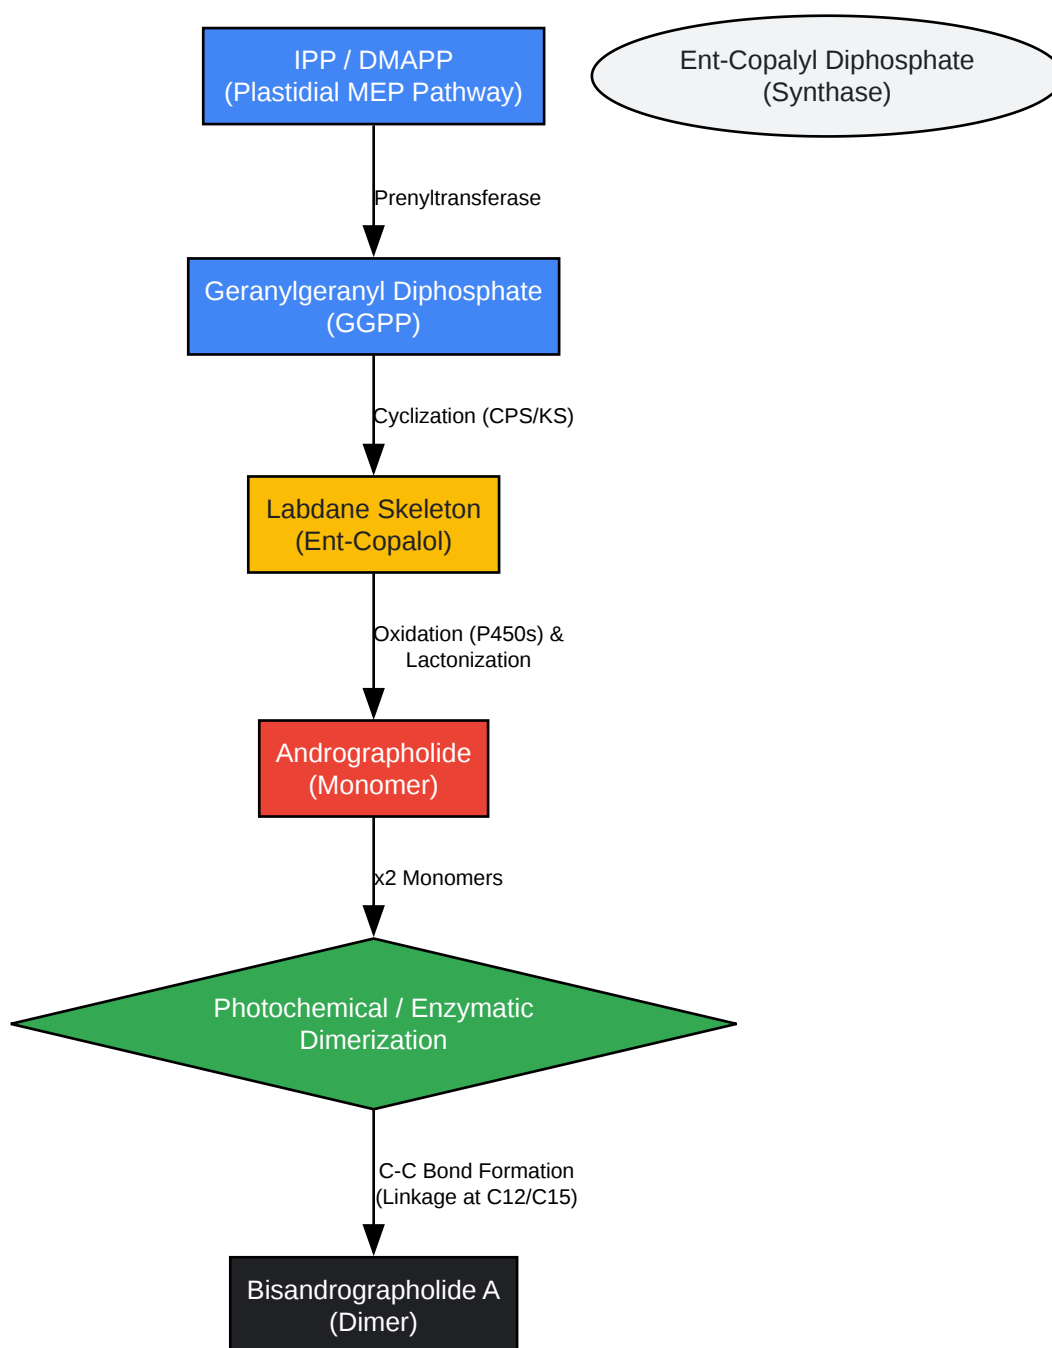 IPP / DMAPP
(Plastidial MEP Pathway)
Ent-Copalyl Diphosphate
(Synthase)
Prenyltransferase
Geranylgeranyl Diphosphate
(GGPP)
Cyclization (CPS/KS)
Labdane Skeleton
(Ent-Copalol)
Oxidation (P450s) &
Lactonization
Andrographolide
(Monomer)
x2 Monomers
Photochemical / Enzymatic
Dimerization
C-C Bond Formation
(Linkage at C12/C15)
Bisandrographolide A
(Dimer)